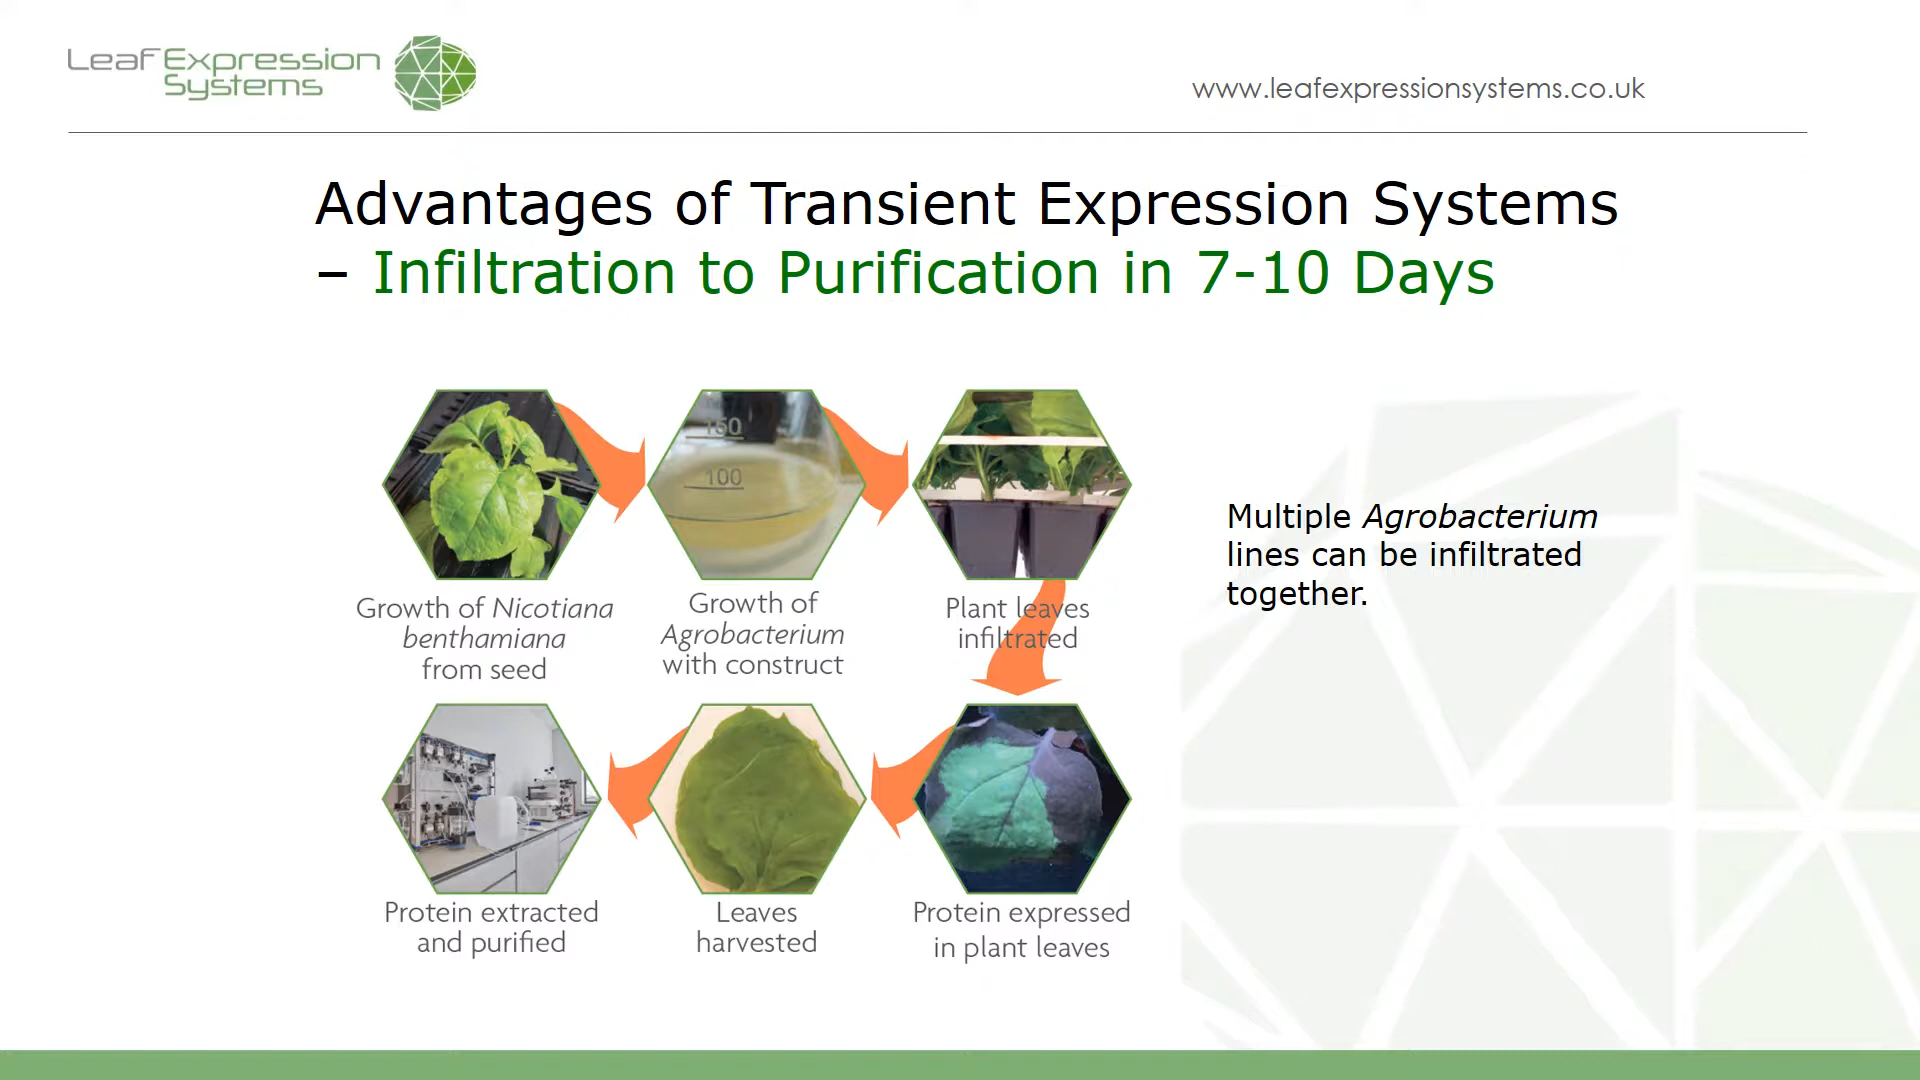 Leaf Expression
Systems
www.leafexpressionsystems.co.uk
Advantages of Transient Expression Systems
– Infiltration to Purification in 7-10 Days
150
100
Growth of Nicotiana
benthamiana
from seed
Growth of
Agrobacterium
with construct
Plant leaves
infiltrated
Multiple Agrobacterium
lines can be infiltrated
together.
Protein extracted
and purified
Leaves
harvested
Protein expressed
in plant leaves